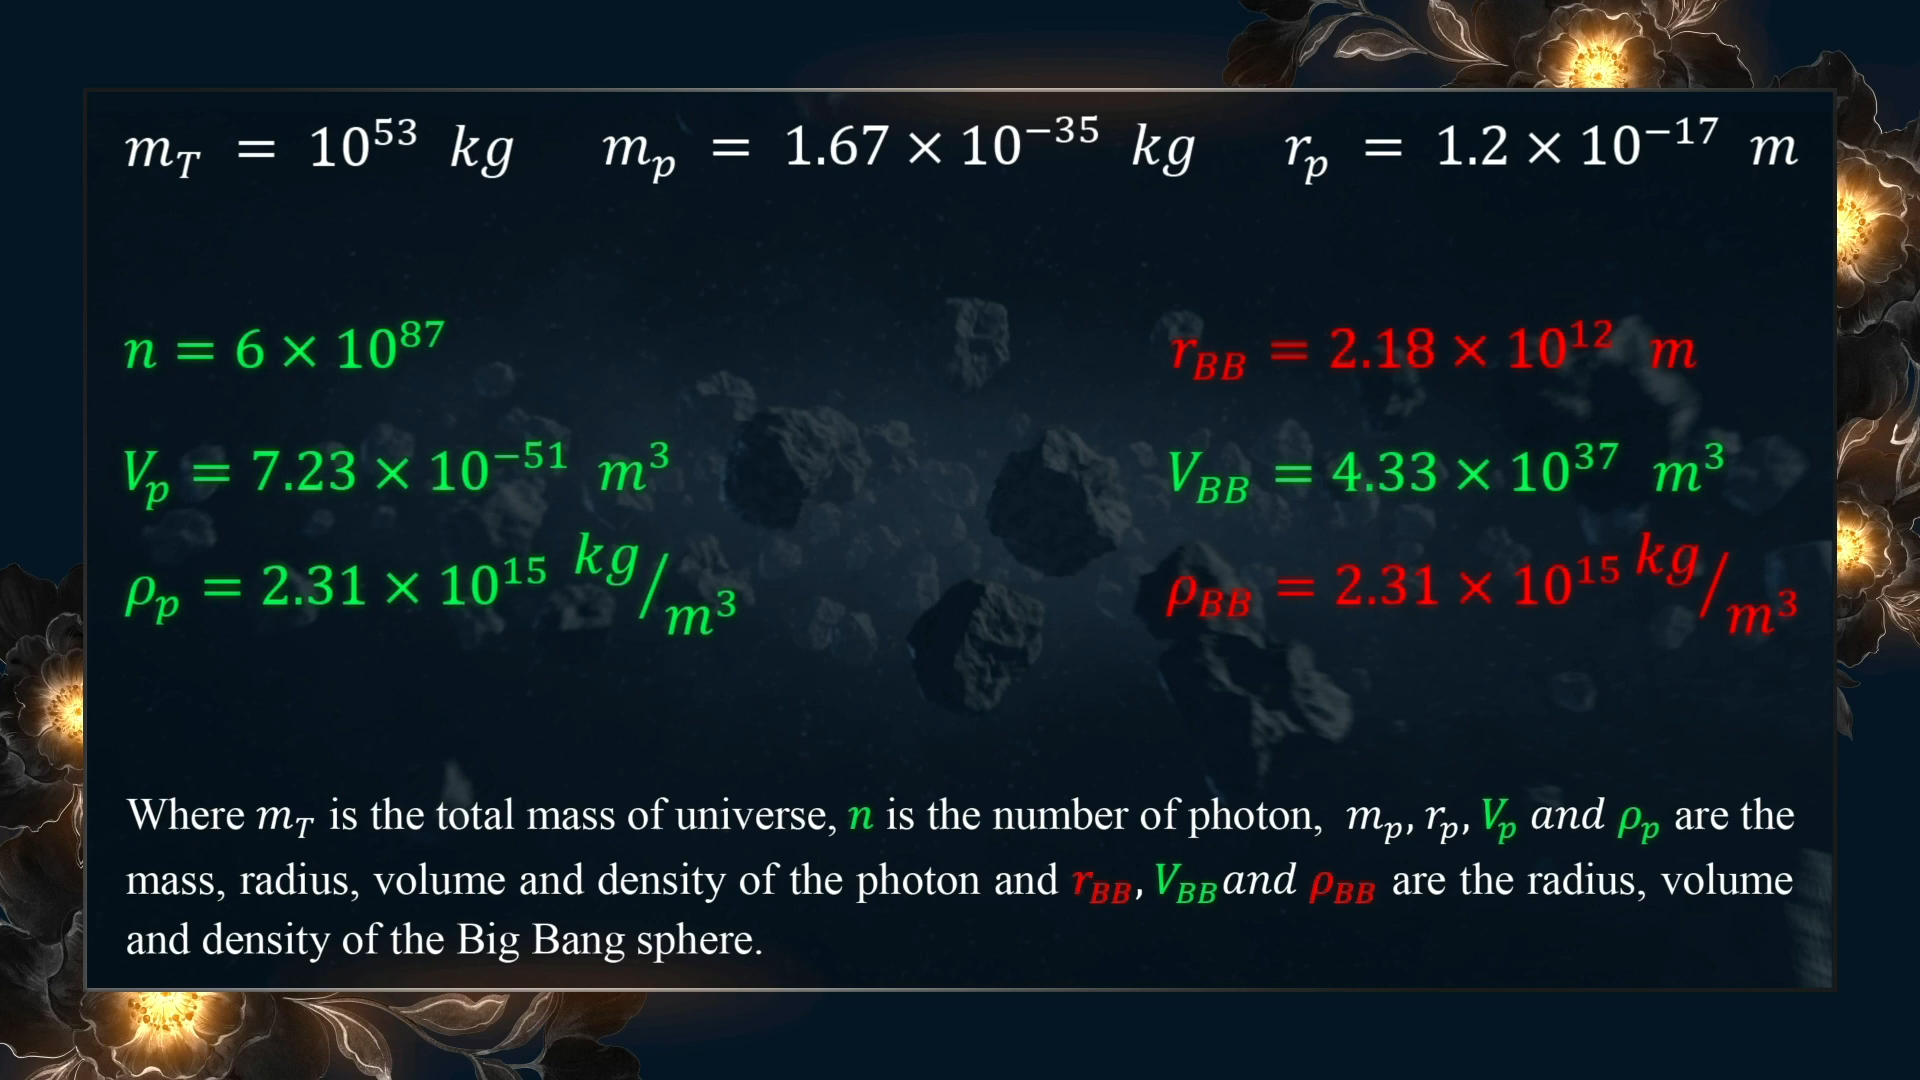 m_T = 10^53 kg m_p = 1.67 × 10^−35 kg r_p = 1.2 × 10^−17 m
n = 6 × 10^87 r_BB = 2.18 × 10^12 m
V_p = 7.23 × 10^−51 m^3 V_BB = 4.33 × 10^37 m^3
ρ_p = 2.31 × 10^15 kg/m^3 ρ_BB = 2.31 × 10^15 kg/m^3
Where m_T is the total mass of universe, n is the number of photon, m_p, r_p, V_p and ρ_p are the
mass, radius, volume and density of the photon and r_BB, V_BB and ρ_BB are the radius, volume
and density of the Big Bang sphere.